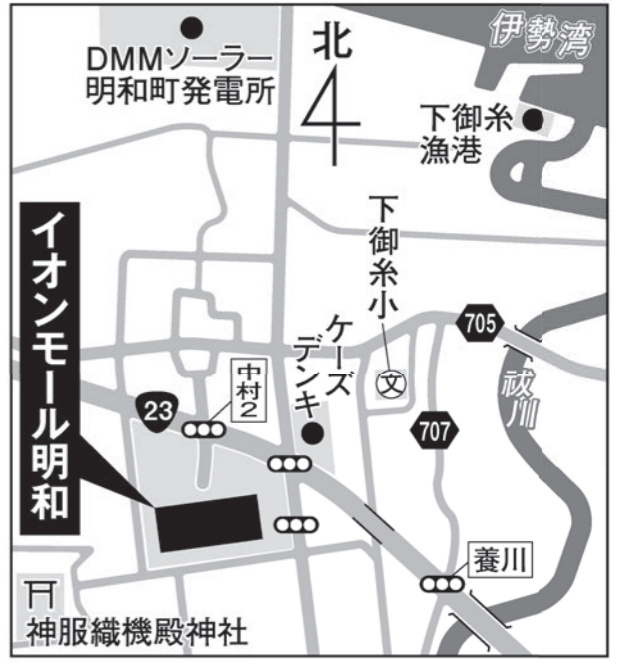 DMMソーラー
明和町発電所
北
伊勢湾
下御糸
漁港
イオンモール明和
下御糸小
ケーズ
デンキ
文
705
祓川
中村2
23
707
養川
神服織機殿神社